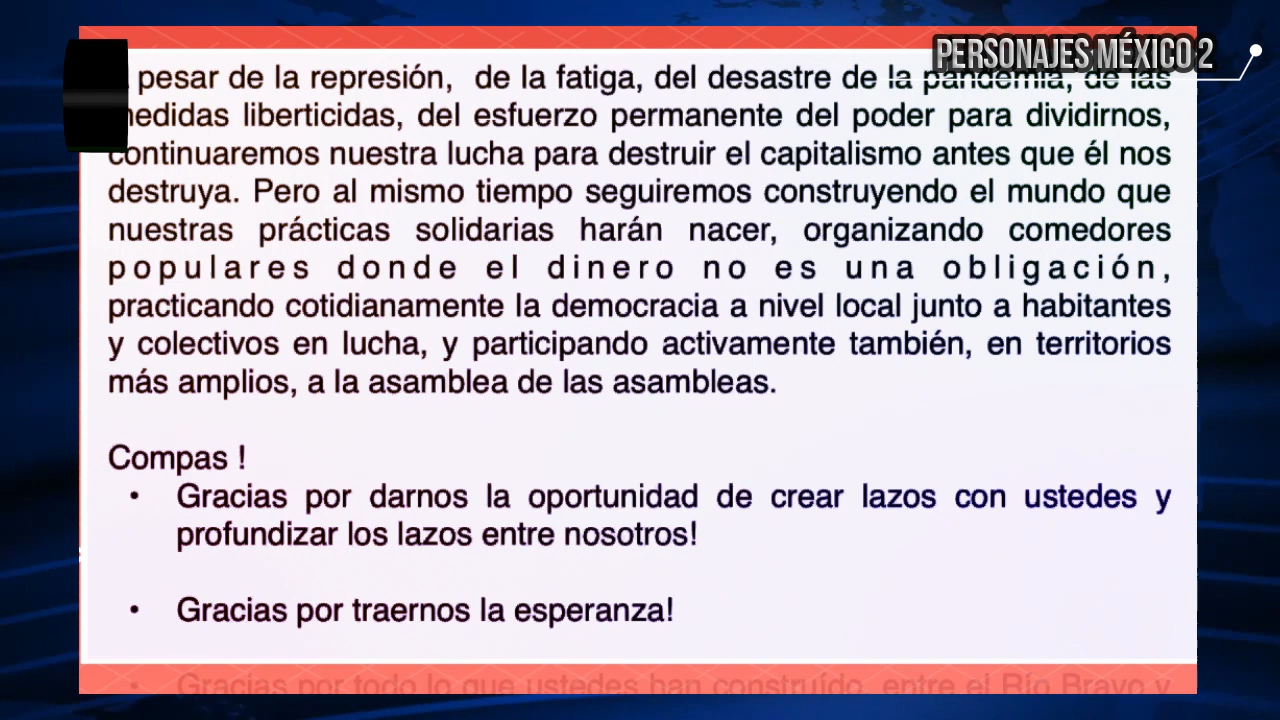 PERSONAJES MÉXICO 2
pesar de la represión, de la fatiga, del desastre de la pandemia, de las
medidas liberticidas, del esfuerzo permanente del poder para dividirnos,
continuaremos nuestra lucha para destruir el capitalismo antes que él nos
destruya. Pero al mismo tiempo seguiremos construyendo el mundo que
nuestras prácticas solidarias harán nacer, organizando comedores
populares donde el dinero no es una obligación,
practicando cotidianamente la democracia a nivel local junto a habitantes
y colectivos en lucha, y participando activamente también, en territorios
más amplios, a la asamblea de las asambleas.
Compas !
• Gracias por darnos la oportunidad de crear lazos con ustedes y
profundizar los lazos entre nosotros!
• Gracias por traernos la esperanza!
• Gracias por todo lo que ustedes han construído, entre el Río Bravo y